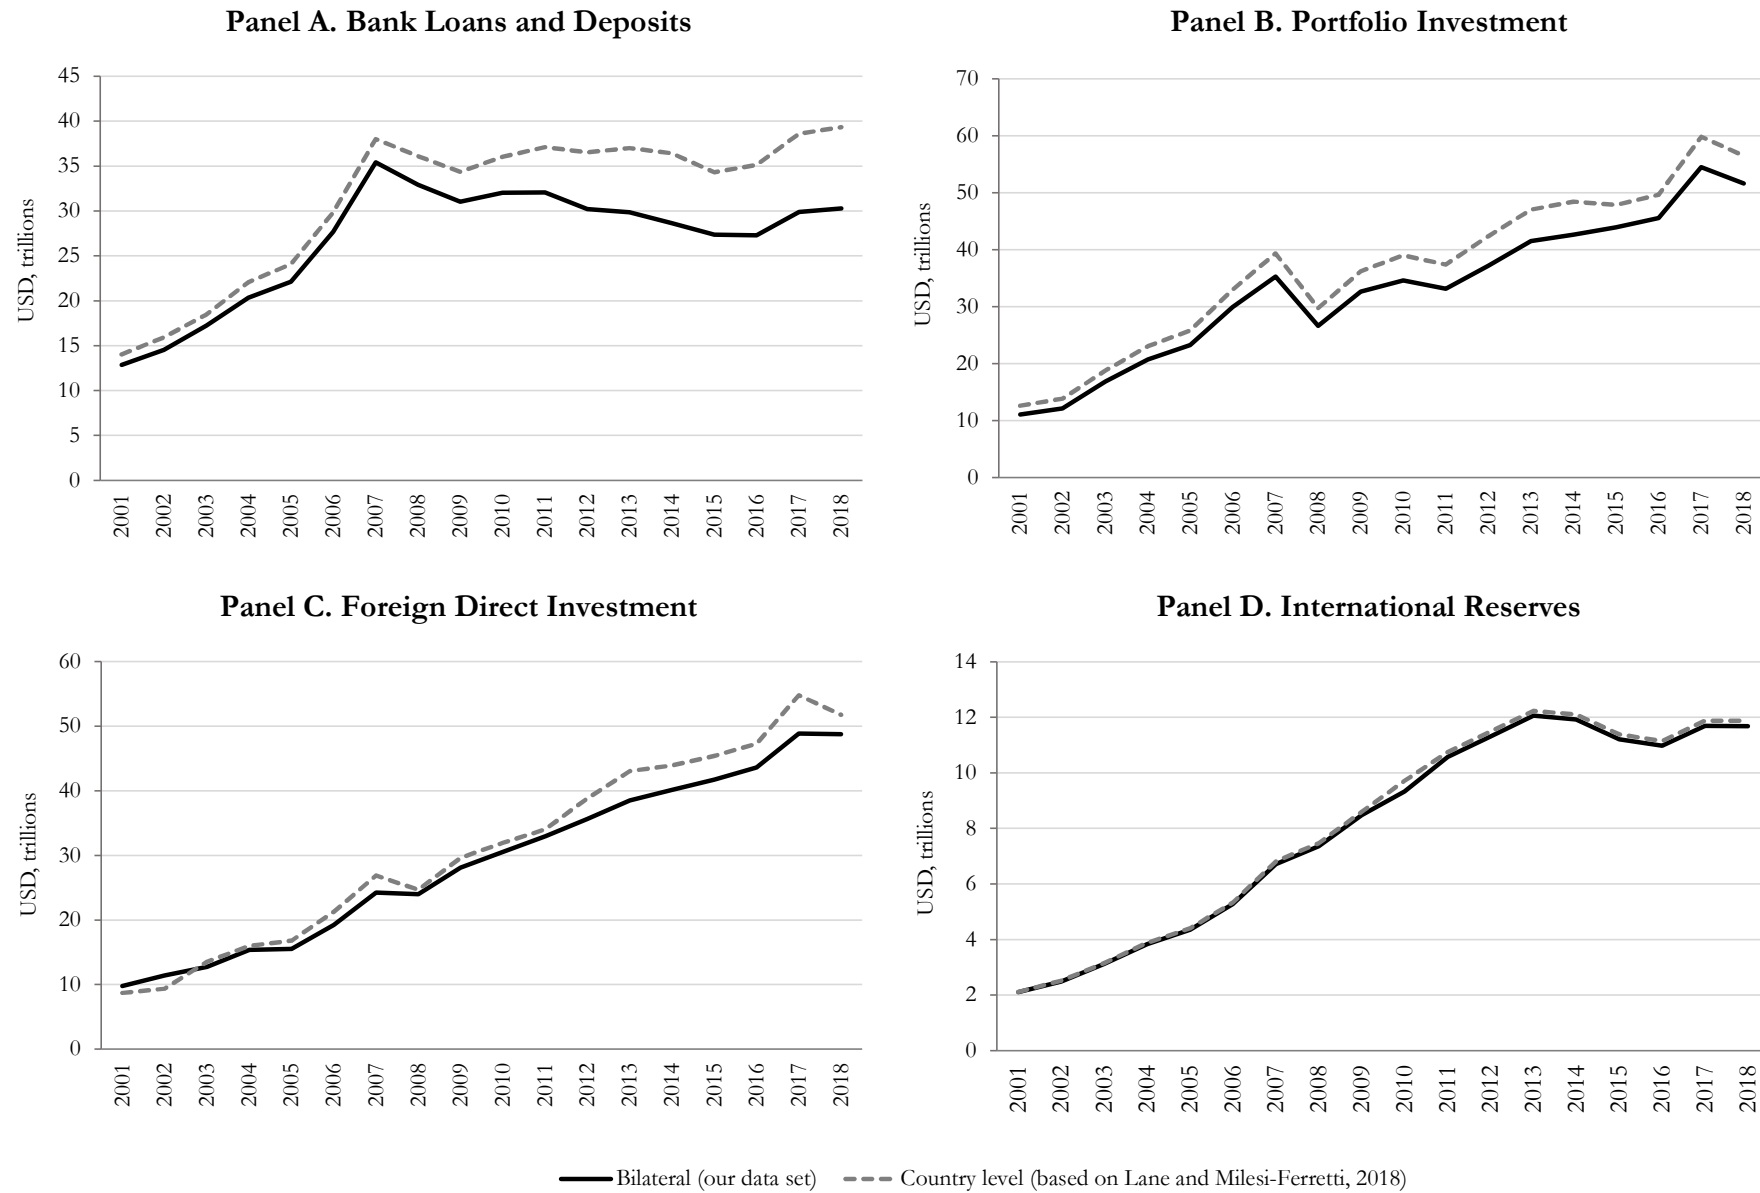 Panel A. Bank Loans and Deposits
USD, trillions
45
40
35
30
25
20
15
10
5
0
2001 2002 2003 2004 2005 2006 2007 2008 2009 2010 2011 2012 2013 2014 2015 2016 2017 2018
Panel B. Portfolio Investment
USD, trillions
70
60
50
40
30
20
10
0
2001 2002 2003 2004 2005 2006 2007 2008 2009 2010 2011 2012 2013 2014 2015 2016 2017 2018
Panel C. Foreign Direct Investment
USD, trillions
60
50
40
30
20
10
0
2001 2002 2003 2004 2005 2006 2007 2008 2009 2010 2011 2012 2013 2014 2015 2016 2017 2018
Panel D. International Reserves
USD, trillions
14
12
10
8
6
4
2
0
2001 2002 2003 2004 2005 2006 2007 2008 2009 2010 2011 2012 2013 2014 2015 2016 2017 2018
Bilateral (our data set) Country level (based on Lane and Milesi-Ferretti, 2018)